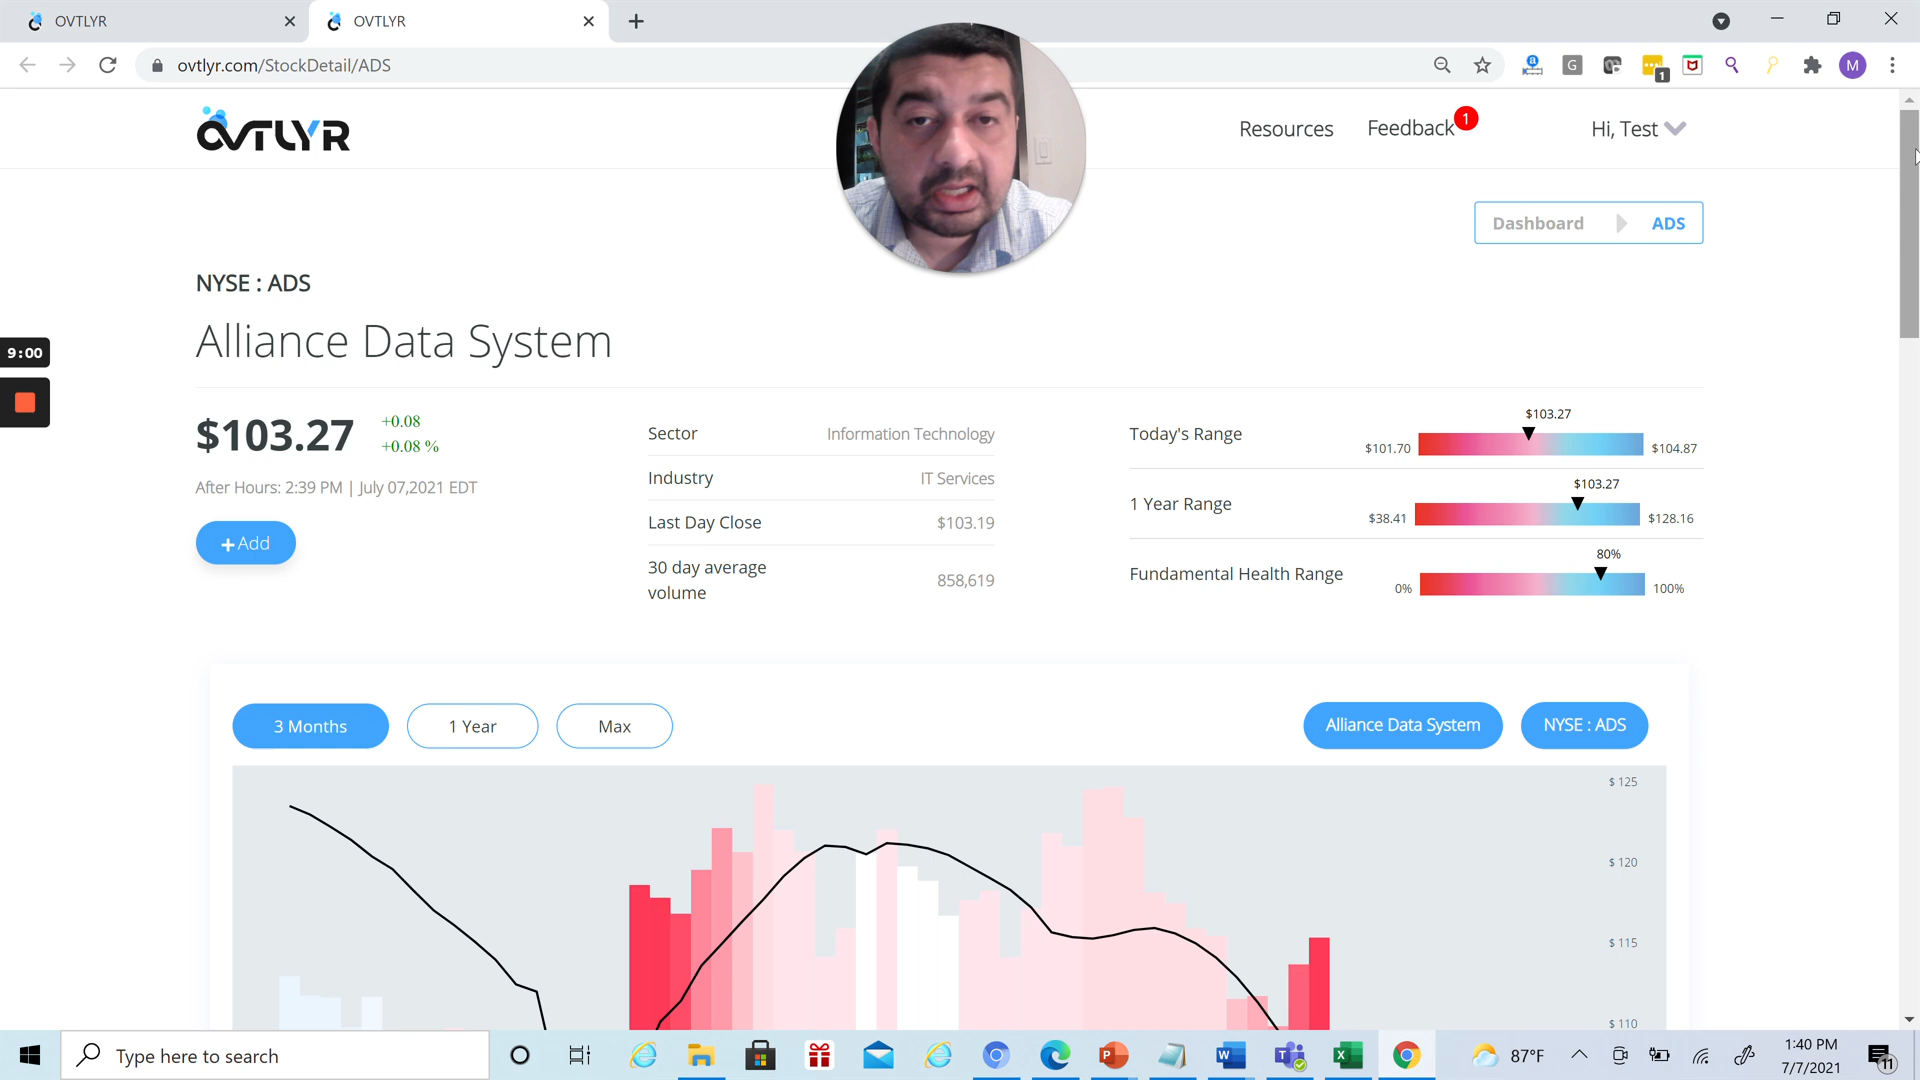 OVTLYR
OVTLYR
ovtlyr.com/StockDetail/ADS
G
1
M
OVTLYR
Resources
Feedback
1
Hi, Test
Dashboard
ADS
NYSE : ADS
Alliance Data System
9:00
$103.27
+0.08
+0.08 %
After Hours: 2:39 PM | July 07,2021 EDT
+Add
Sector
Information Technology
Industry
IT Services
Last Day Close
$103.19
30 day average
volume
858,619
Today's Range
$103.27
$101.70
$104.87
1 Year Range
$103.27
$38.41
$128.16
Fundamental Health Range
80%
0%
100%
3 Months
1 Year
Max
Alliance Data System
NYSE : ADS
$ 125
$ 120
$ 115
$ 110
Type here to search
87°F
1:40 PM
7/7/2021
11